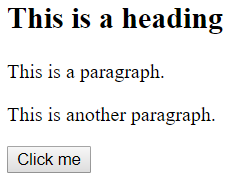 This is a heading
This is a paragraph.
This is another paragraph.
Click me